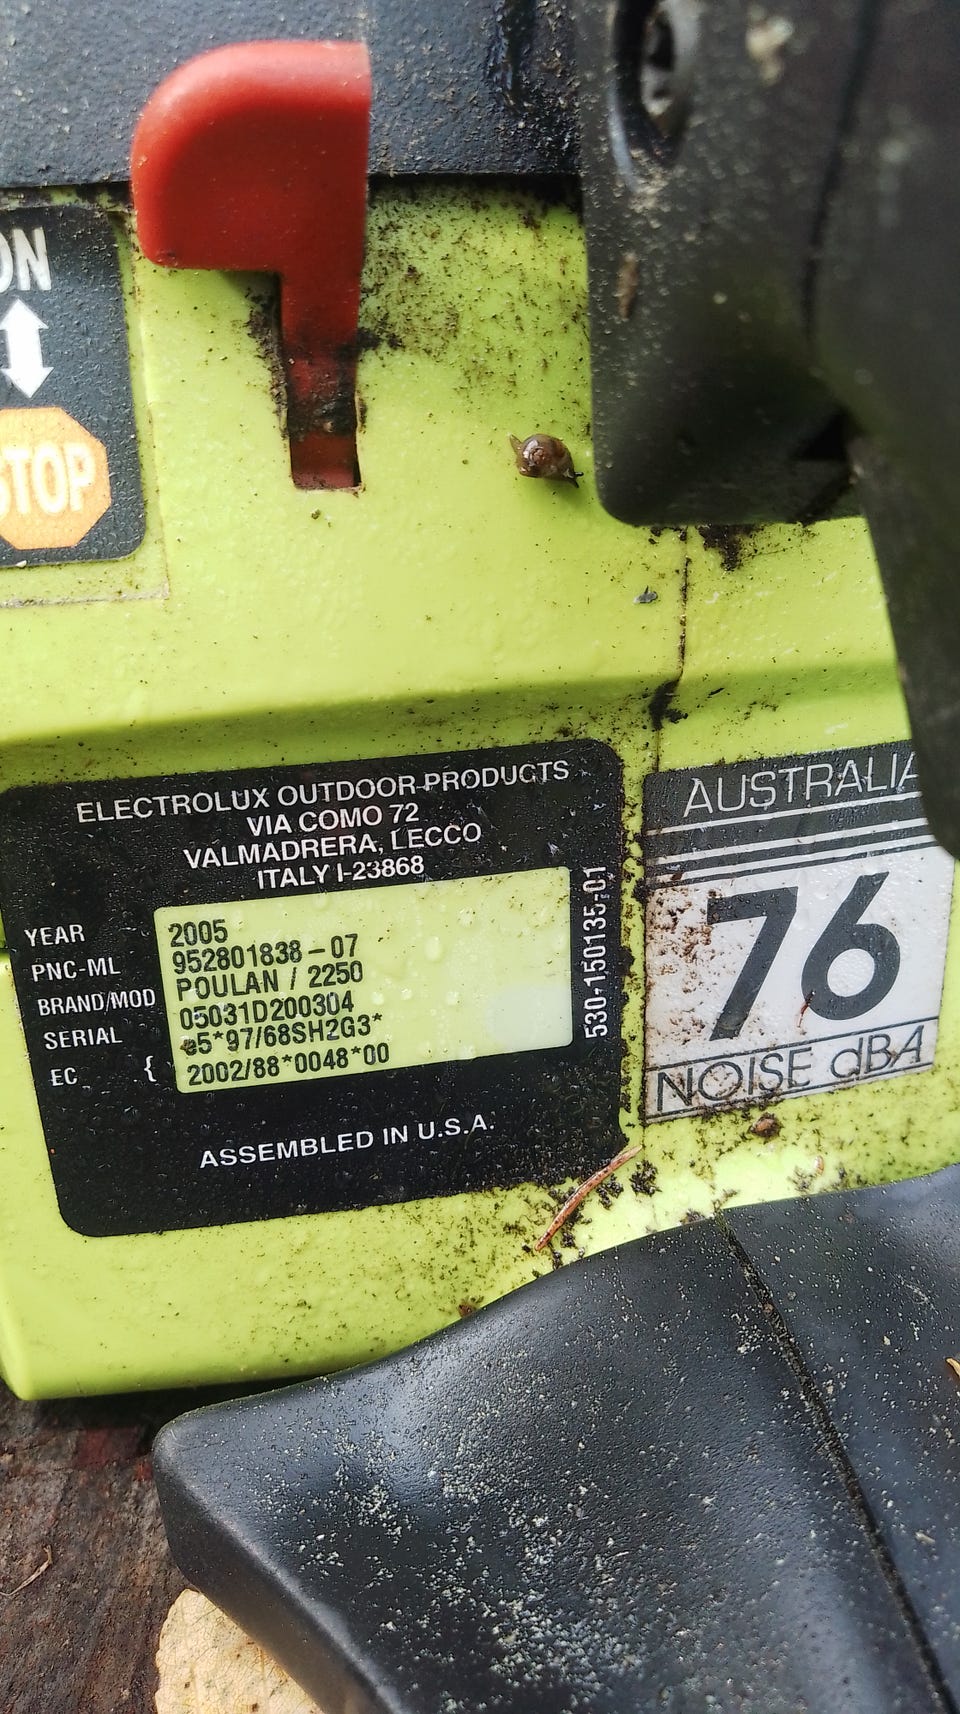 ON
STOP
ELECTROLUX OUTDOOR PRODUCTS
VIA COMO 72
VALMADRERA, LECCO
ITALY I-23868
YEAR 2005
PNC-ML 952801838-07
BRAND/MOD POULAN / 2250
SERIAL 05031D200304
EC { e5*97/68SH2G3*
2002/88*0048*00
ASSEMBLED IN U.S.A.
530-150135-01
AUSTRALIA
76
NOISE dBA